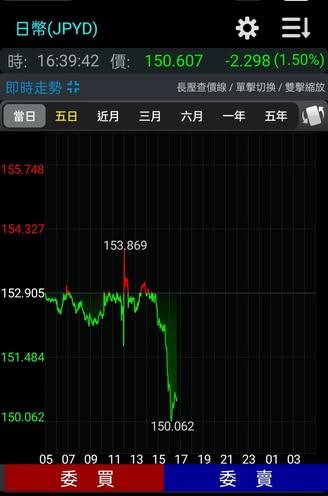 日幣(JPYD)
時: 16:39:42 價: 150.607 -2.298 (1.50%)
即時走勢 長壓查價線 / 單擊切換 / 雙擊縮放
當日 五日 近月 三月 六月 一年 五年
155.748
154.327
153.869
152.905
151.484
150.062
150.062
05 07 09 11 13 15 17 19 21 23 01 03
委 買 委 賣